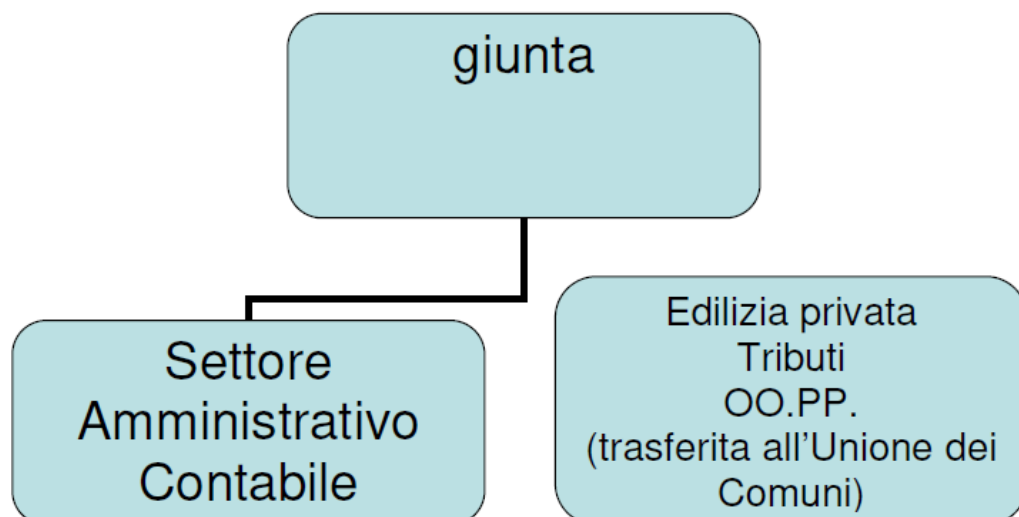 giunta
Settore
Amministrativo
Contabile
Edilizia privata
Tributi
OO.PP.
(trasferita all'Unione dei
Comuni)